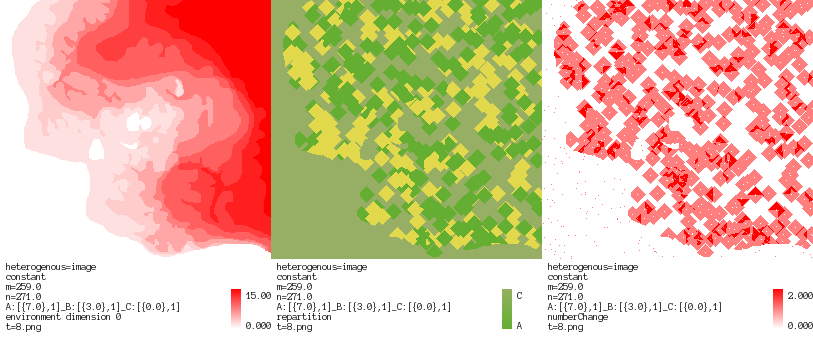 heterogenous=image
constant
m=259.0
n=271.0
A:[{7.0},1]_B:[{3.0},1]_C:[{0.0},1]
environment dimension 0
t=8.png
15.00
0.000
heterogenous=image
constant
m=259.0
n=271.0
A:[{7.0},1]_B:[{3.0},1]_C:[{0.0},1]
repartition
t=8.png
C
A
heterogenous=image
constant
m=259.0
n=271.0
A:[{7.0},1]_B:[{3.0},1]_C:[{0.0},1]
numberChange
t=8.png
2.000
0.000